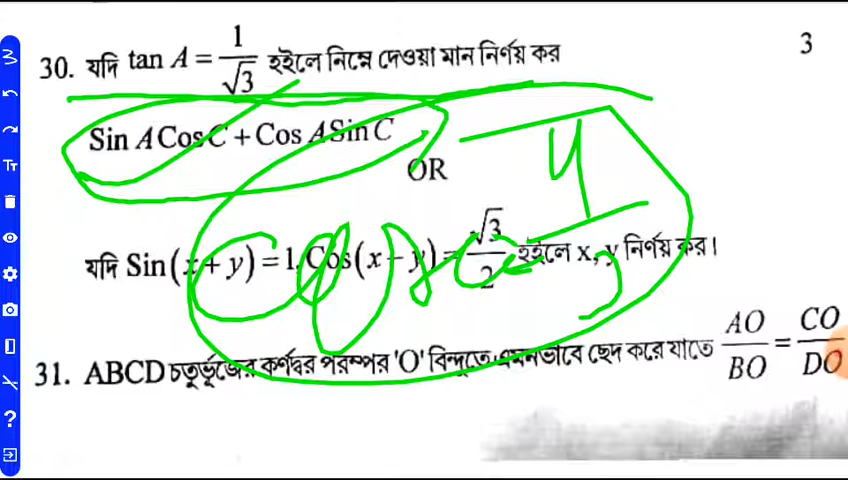 30. যদি tan A = 1/√3 হইলে নিম্নে দেওয়া মান নির্ণয় কর 3
Sin A Cos C + Cos A Sin C
OR
যদি Sin(x + y) = 1, Cos(x − y) = √3/2 হইলে x, y নির্ণয় কর।
31. ABCD চতুর্ভূজের কর্ণদ্বর পরস্পর 'O' বিন্দুতে এমনভাবে ছেদ করে যাতে AO/BO = CO/DO